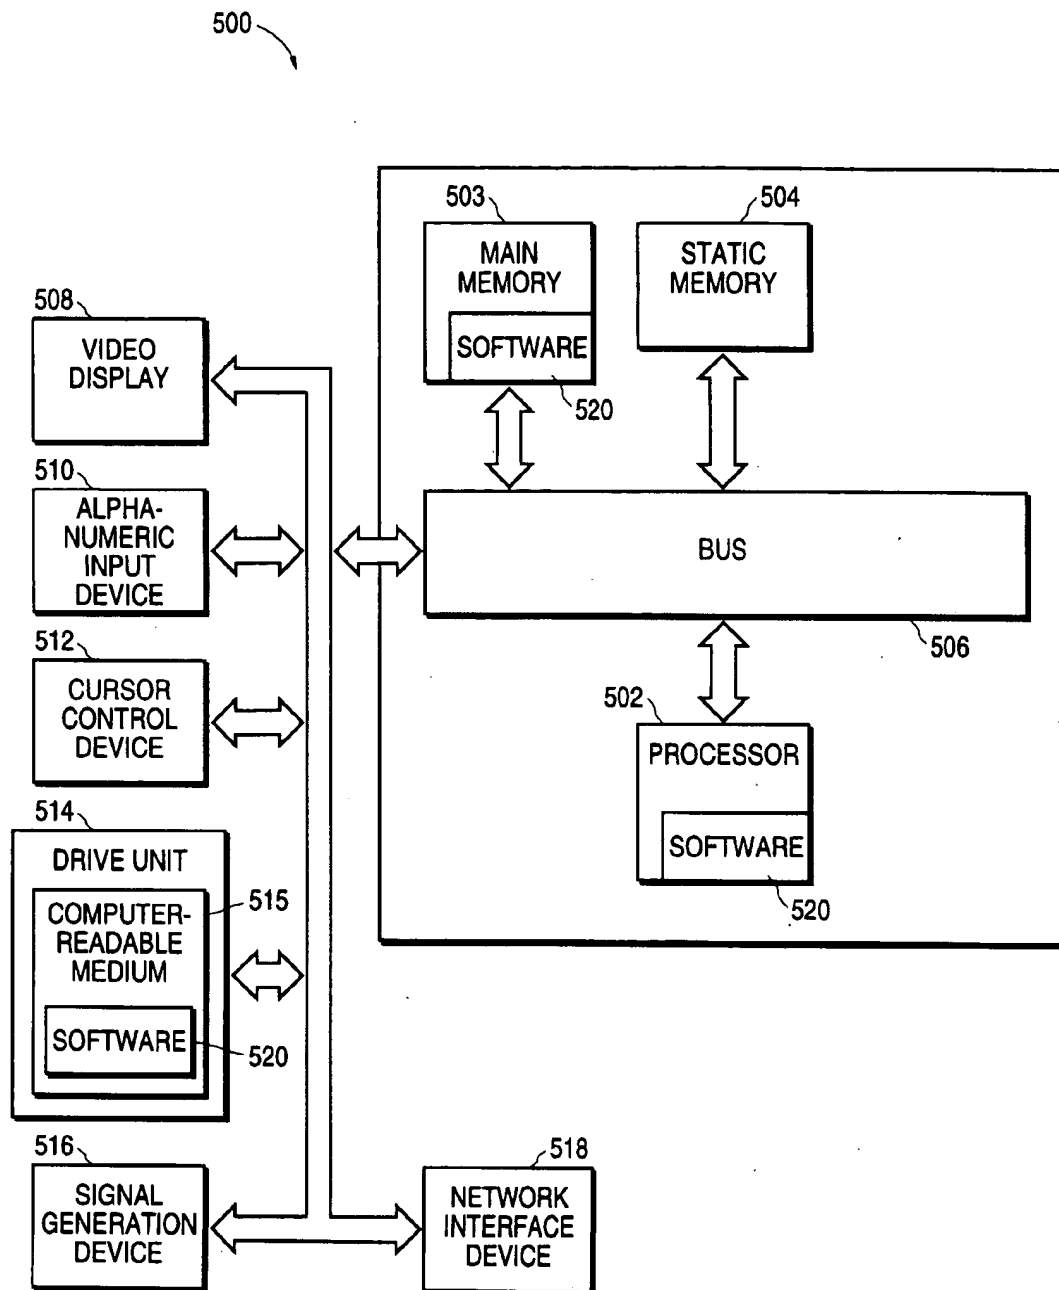 500
503
MAIN
MEMORY
SOFTWARE
520
504
STATIC
MEMORY
508
VIDEO
DISPLAY
510
ALPHA-
NUMERIC
INPUT
DEVICE
BUS
506
512
CURSOR
CONTROL
DEVICE
502
PROCESSOR
SOFTWARE
520
514
DRIVE UNIT
COMPUTER-
READABLE
MEDIUM
515
SOFTWARE
520
516
SIGNAL
GENERATION
DEVICE
518
NETWORK
INTERFACE
DEVICE